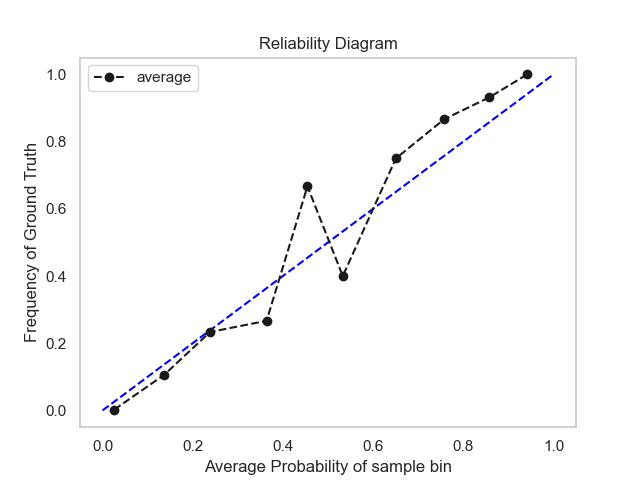 Reliability Diagram
average
Frequency of Ground Truth
1.0
0.8
0.6
0.4
0.2
0.0
0.0 0.2 0.4 0.6 0.8 1.0
Average Probability of sample bin